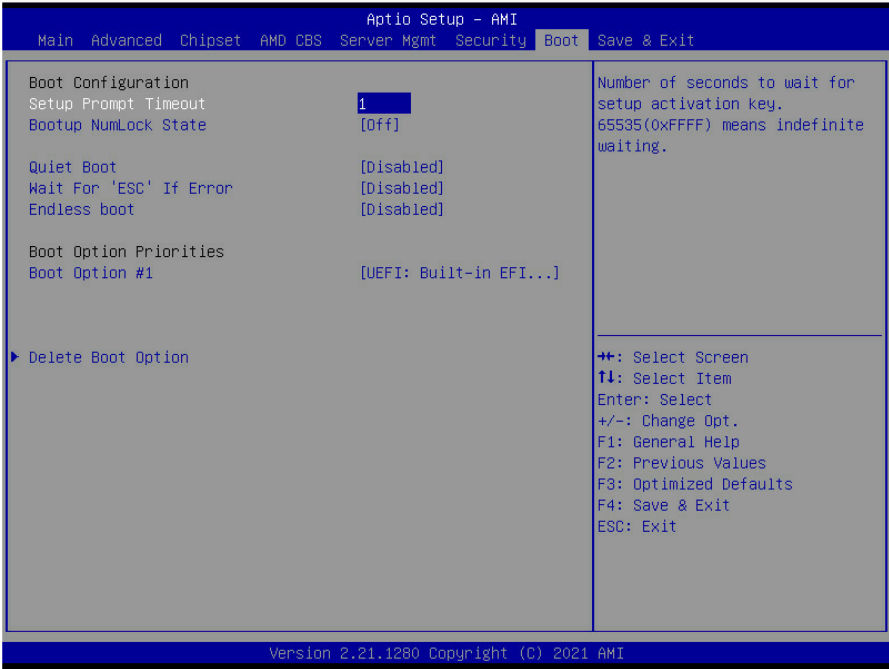 Aptio Setup – AMI
Main Advanced Chipset AMD CBS Server Mgmt Security Boot Save & Exit
Boot Configuration
Setup Prompt Timeout 1
Bootup NumLock State [Off]
Quiet Boot [Disabled]
Wait For 'ESC' If Error [Disabled]
Endless boot [Disabled]
Boot Option Priorities
Boot Option #1 [UEFI: Built-in EFI...]
Delete Boot Option
Number of seconds to wait for
setup activation key.
65535(0xFFFF) means indefinite
waiting.
→←: Select Screen
↑↓: Select Item
Enter: Select
+/-: Change Opt.
F1: General Help
F2: Previous Values
F3: Optimized Defaults
F4: Save & Exit
ESC: Exit
Version 2.21.1280 Copyright (C) 2021 AMI